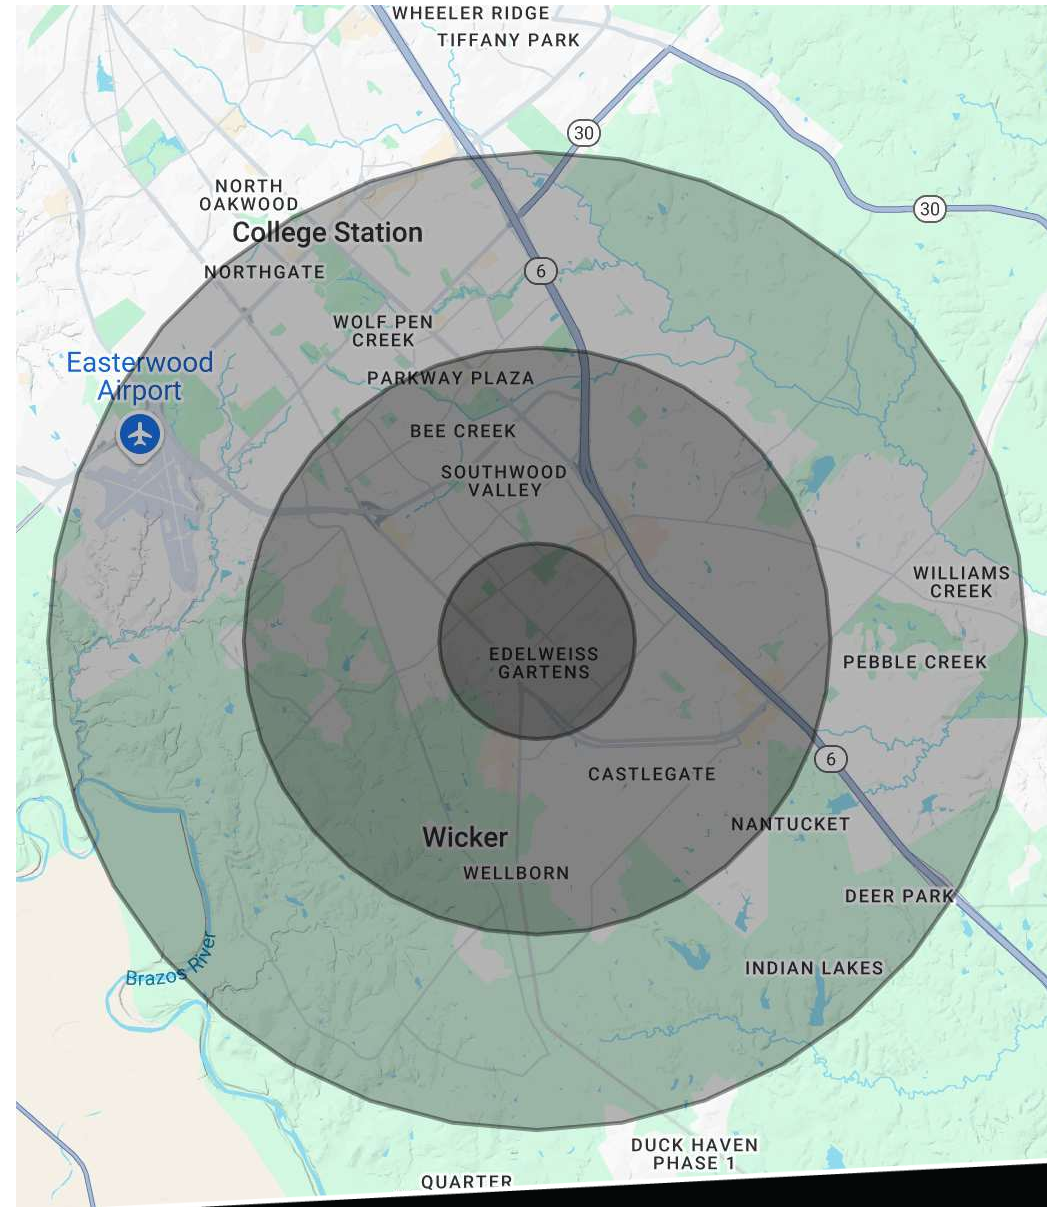 WHEELER RIDGE
TIFFANY PARK
30
NORTH
OAKWOOD
30
College Station
NORTHGATE
6
WOLF PEN
CREEK
Easterwood
Airport
PARKWAY PLAZA
BEE CREEK
SOUTHWOOD
VALLEY
WILLIAMS
CREEK
EDELWEISS
GARTENS
PEBBLE CREEK
6
CASTLEGATE
NANTUCKET
Wicker
WELLBORN
DEER PARK
Brazos River
INDIAN LAKES
DUCK HAVEN
PHASE 1
QUARTER